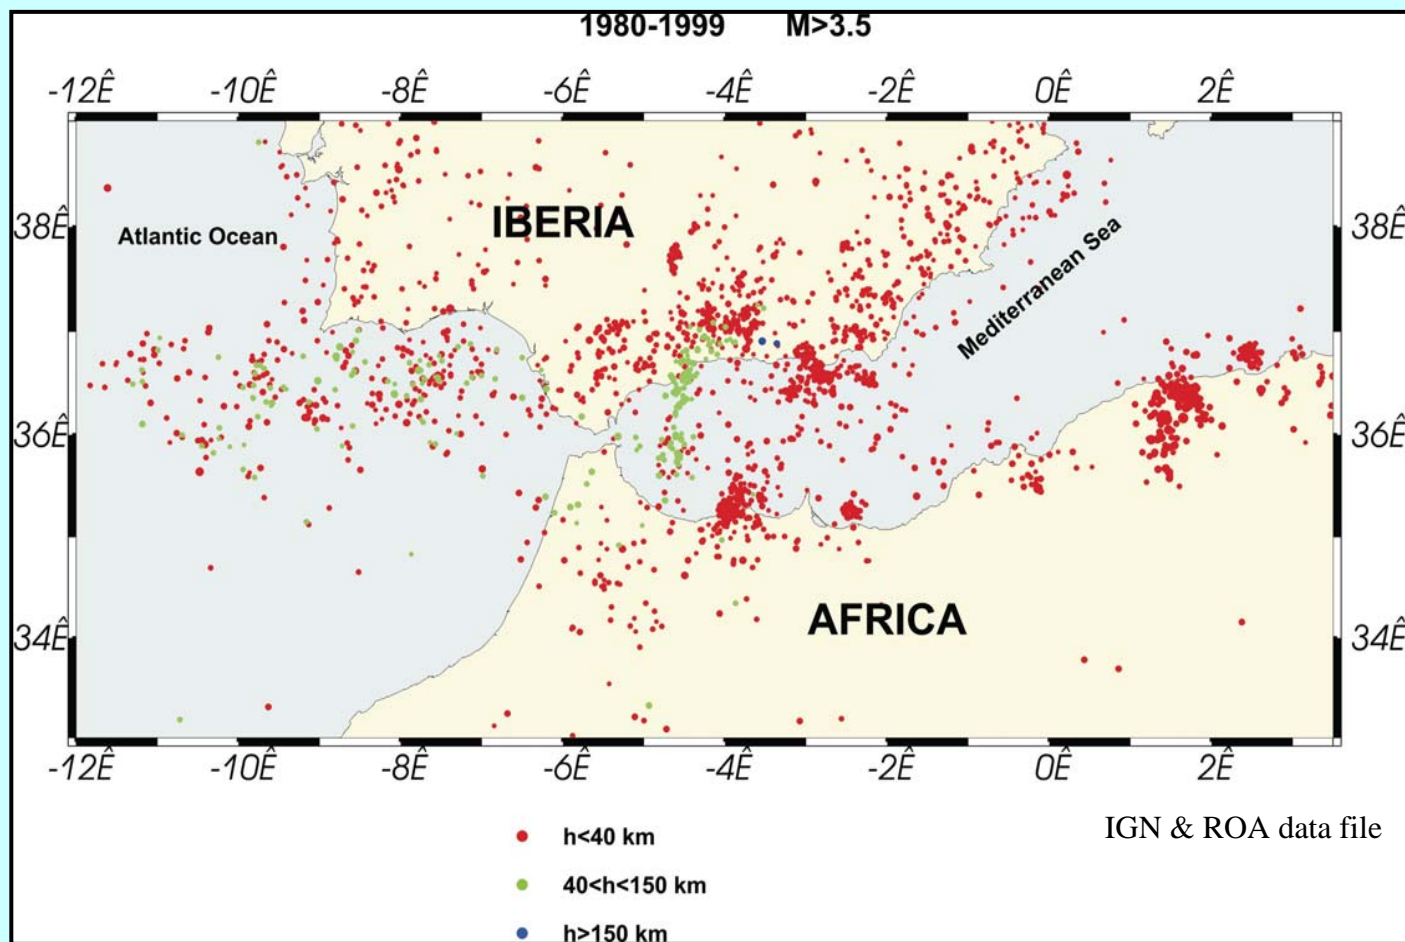 1980-1999 M>3.5
-12Ê -10Ê -8Ê -6Ê -4Ê -2Ê 0Ê 2Ê
38Ê 38Ê
36Ê 36Ê
34Ê 34Ê
Atlantic Ocean
IBERIA
Mediterranean Sea
AFRICA
-12Ê -10Ê -8Ê -6Ê -4Ê -2Ê 0Ê 2Ê
IGN & ROA data file
h<40 km
40<h<150 km
h>150 km